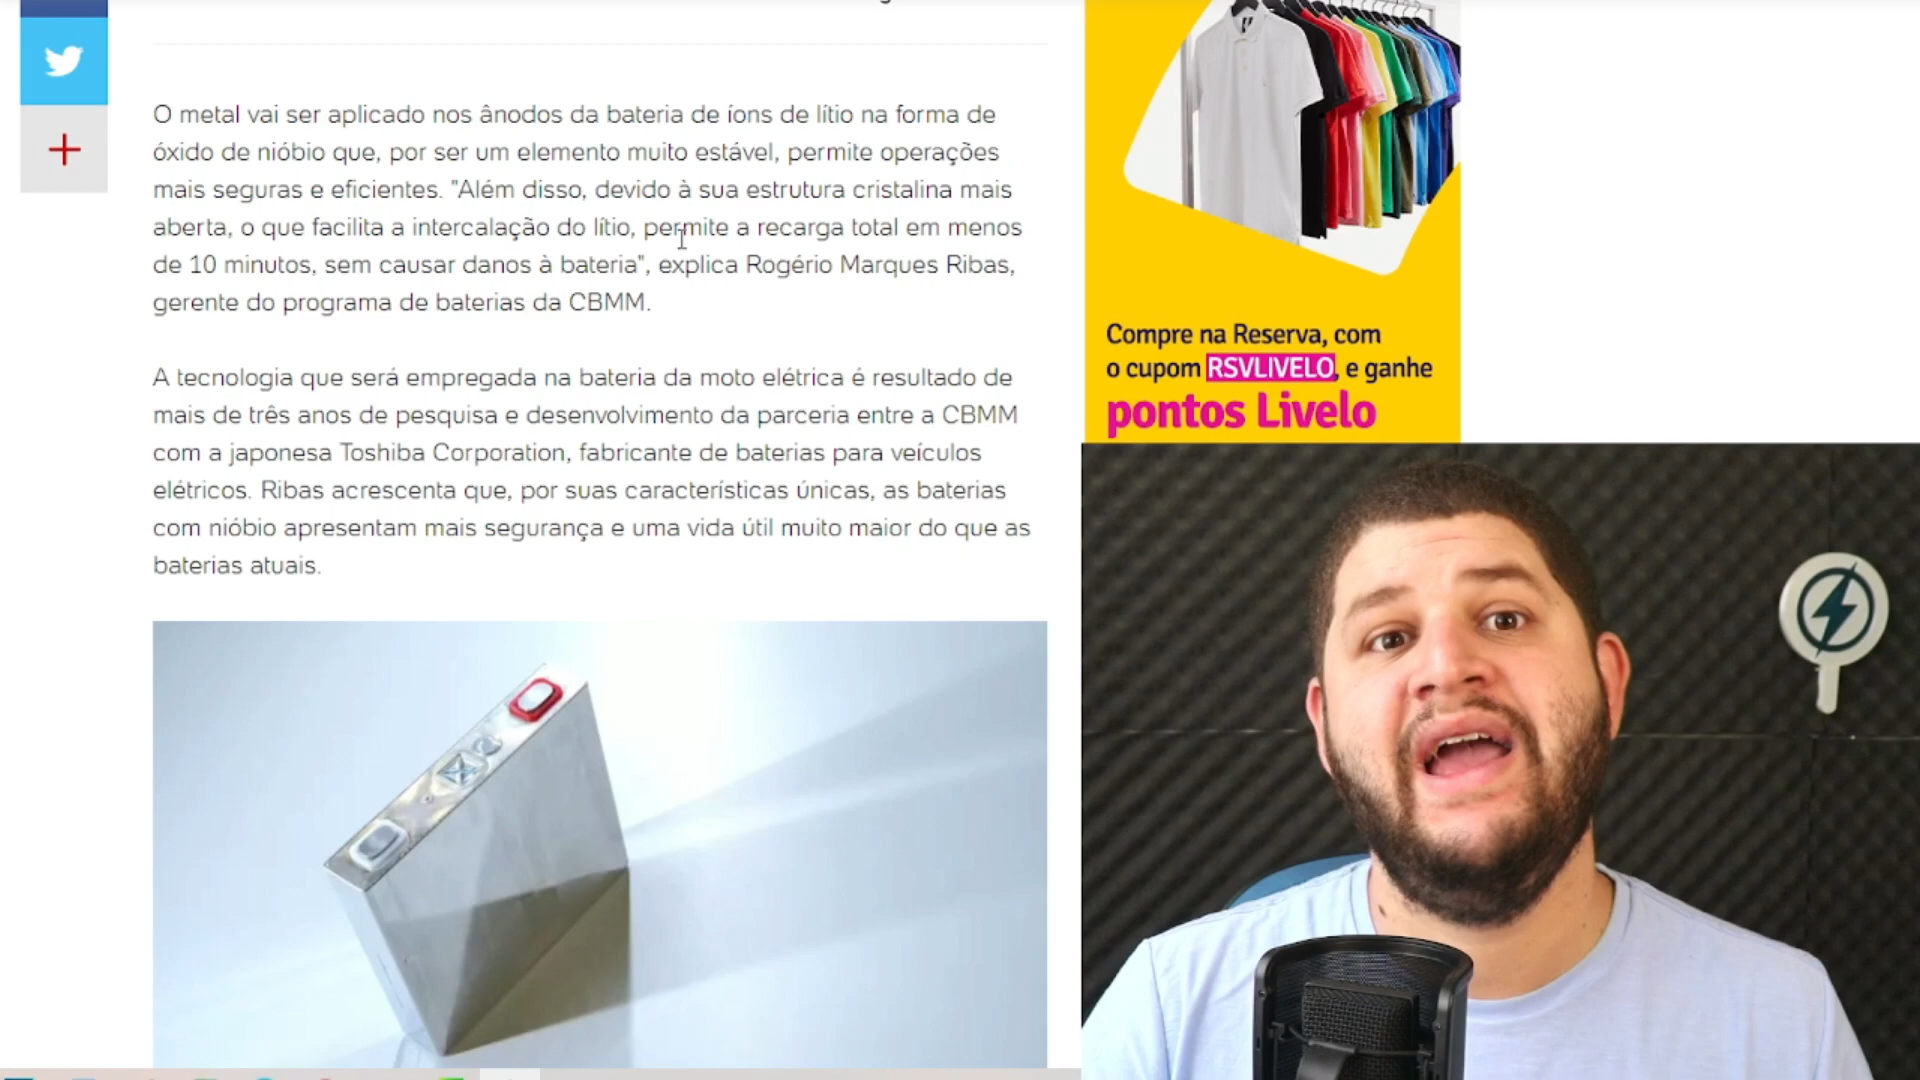 O metal vai ser aplicado nos ânodos da bateria de íons de lítio na forma de
óxido de nióbio que, por ser um elemento muito estável, permite operações
mais seguras e eficientes. "Além disso, devido à sua estrutura cristalina mais
aberta, o que facilita a intercalação do lítio, permite a recarga total em menos
de 10 minutos, sem causar danos à bateria", explica Rogério Marques Ribas,
gerente do programa de baterias da CBMM.
A tecnologia que será empregada na bateria da moto elétrica é resultado de
mais de três anos de pesquisa e desenvolvimento da parceria entre a CBMM
com a japonesa Toshiba Corporation, fabricante de baterias para veículos
elétricos. Ribas acrescenta que, por suas características únicas, as baterias
com nióbio apresentam mais segurança e uma vida útil muito maior do que as
baterias atuais.
Compre na Reserva, com
o cupom RSVLIVELO, e ganhe
pontos Livelo